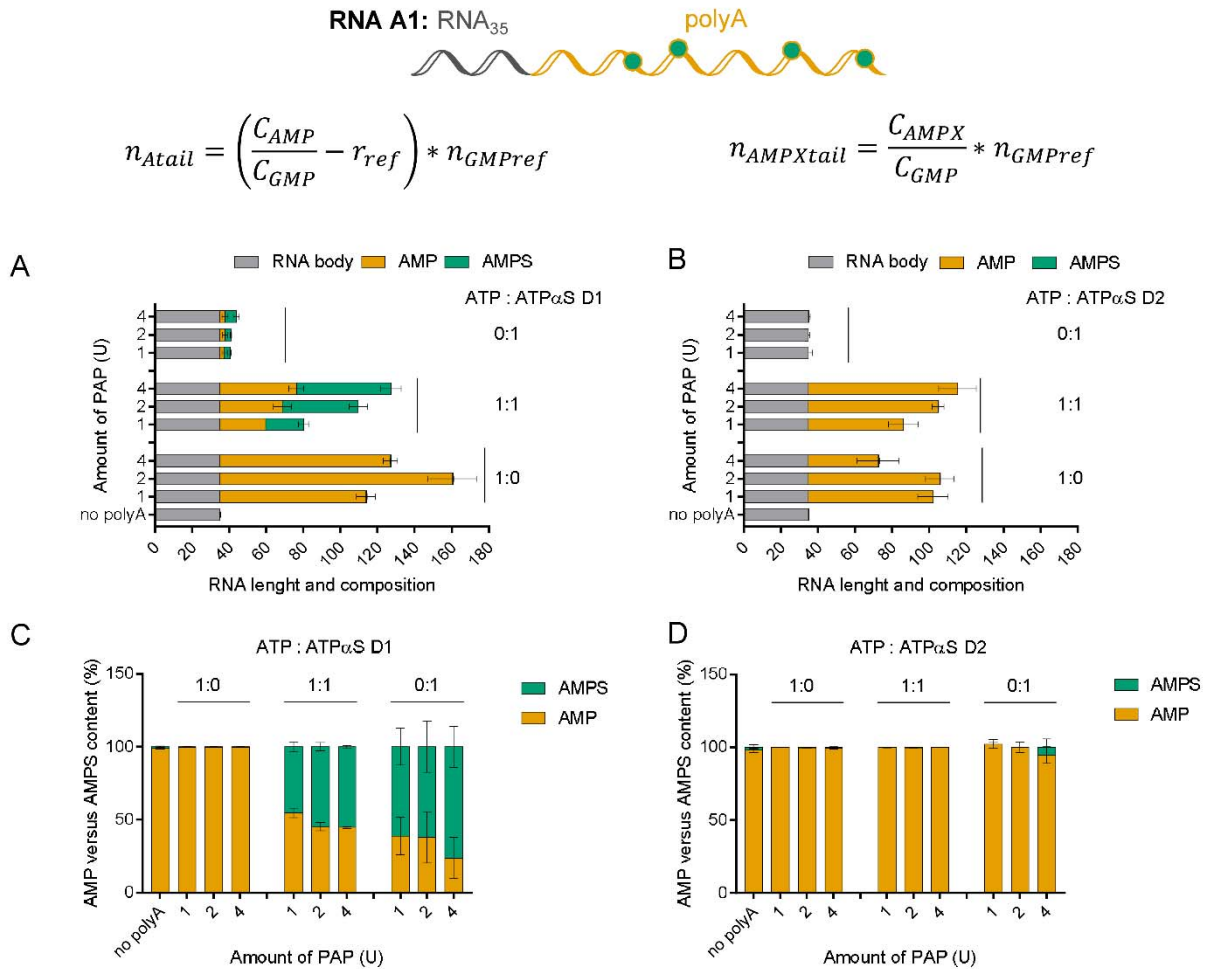 RNA A1: RNA35 polyA
n_Atail = (C_AMP / C_GMP − r_ref) * n_GMPref
n_AMPXtail = C_AMPX / C_GMP * n_GMPref
A
RNA body AMP AMPS
ATP : ATPαS D1
Amount of PAP (U)
4
2
1
0:1
4
2
1
1:1
4
2
1
1:0
no polyA
0 20 40 60 80 100 120 140 160 180
RNA lenght and composition
B
RNA body AMP AMPS
ATP : ATPαS D2
Amount of PAP (U)
4
2
1
0:1
4
2
1
1:1
4
2
1
1:0
no polyA
0 20 40 60 80 100 120 140 160 180
RNA lenght and composition
C
ATP : ATPαS D1
AMP versus AMPS content (%)
150
100
50
0
1:0 1:1 0:1
AMPS
AMP
no polyA 1 2 4 1 2 4 1 2 4
Amount of PAP (U)
D
ATP : ATPαS D2
AMP versus AMPS content (%)
150
100
50
0
1:0 1:1 0:1
AMPS
AMP
no polyA 1 2 4 1 2 4 1 2 4
Amount of PAP (U)